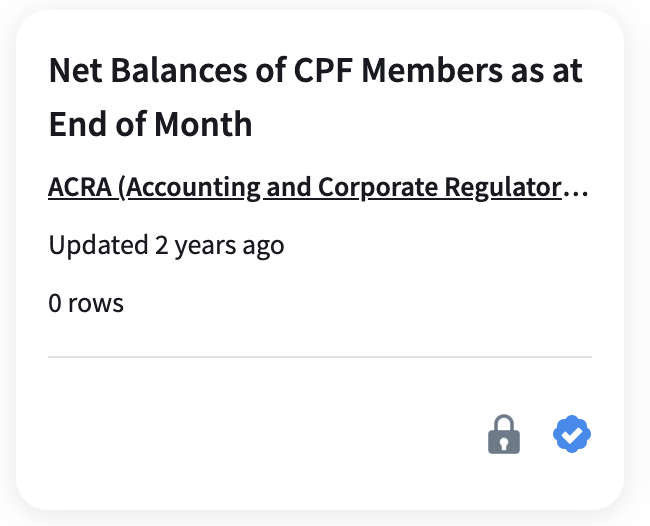 Net Balances of CPF Members as at
End of Month
ACRA (Accounting and Corporate Regulator...
Updated 2 years ago
0 rows